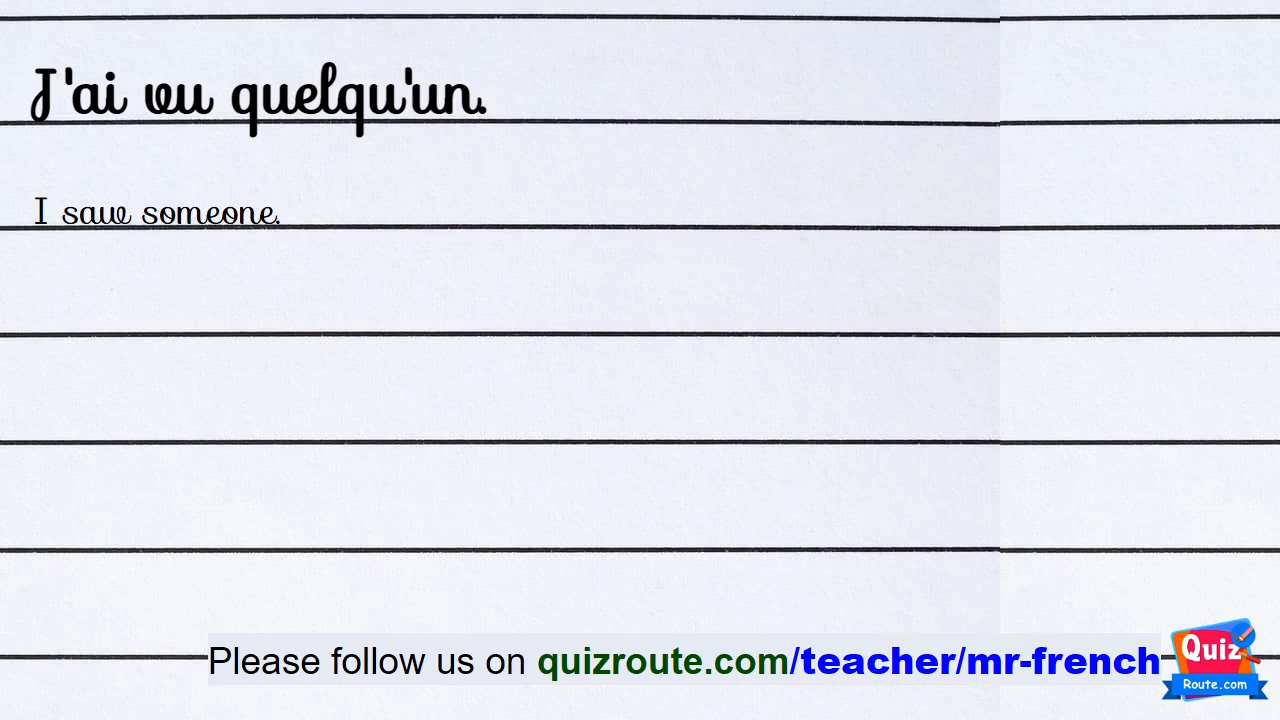 J'ai vu quelqu'un.
I saw someone.
Please follow us on quizroute.com/teacher/mr-french
Quiz
Route.com